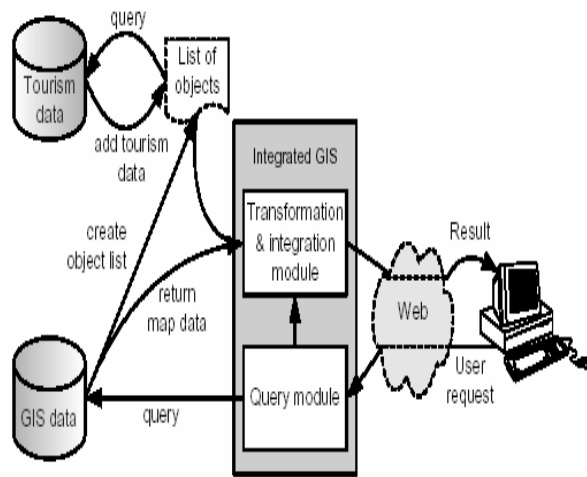 query
List of
objects
Tourism
data
add tourism
data
Integrated GIS
create
object list
Transformation
& integration
module
Result
return
map data
Web
User
request
GIS data
query
Query module